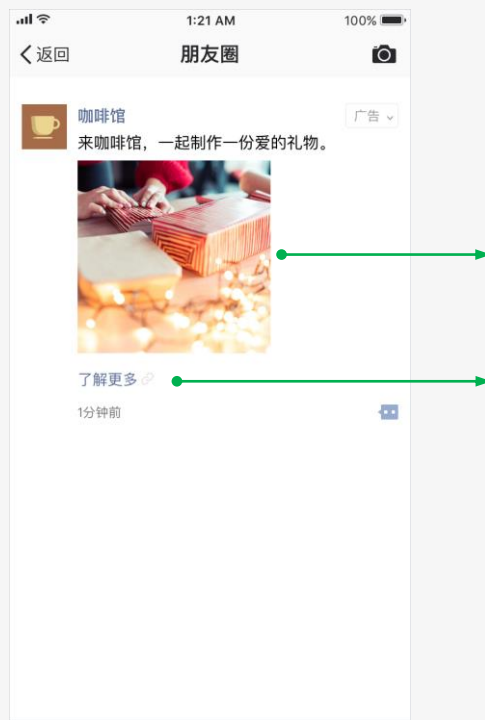 1:21 AM
100%
返回
朋友圈
咖啡馆
广告
来咖啡馆，一起制作一份爱的礼物。
了解更多
1分钟前